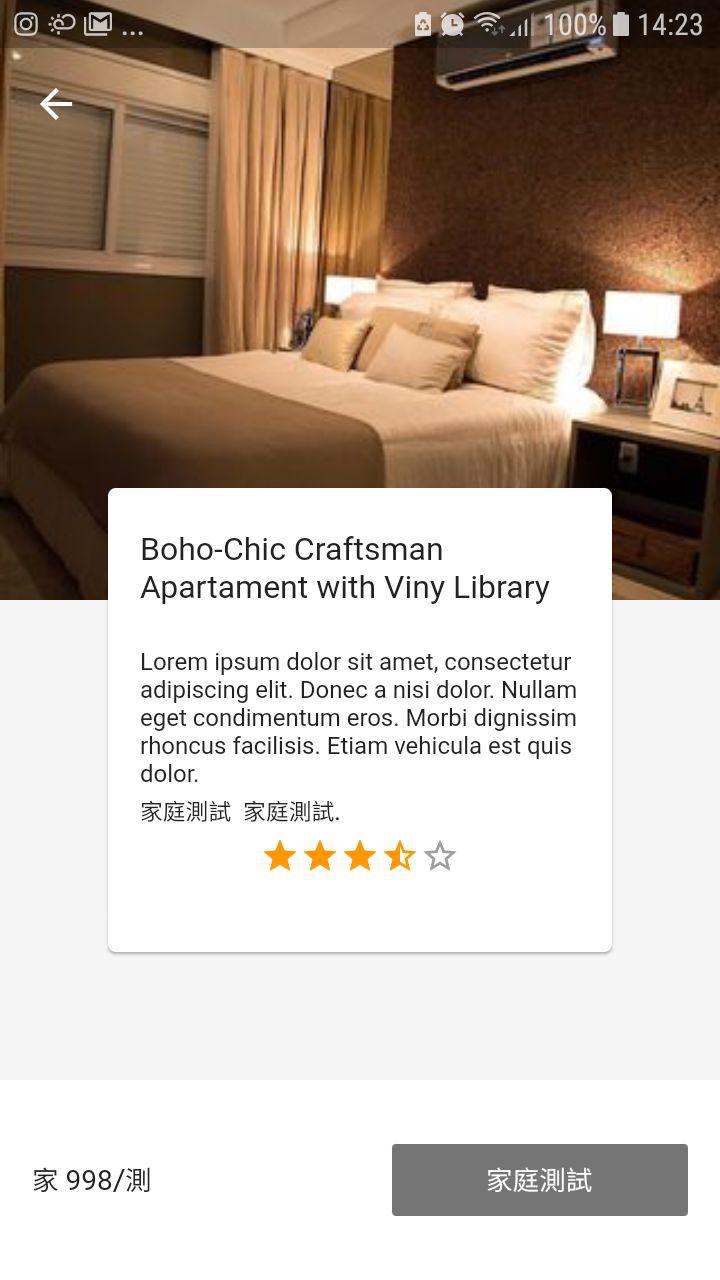 ... 100% 14:23
Boho-Chic Craftsman
Apartament with Viny Library
Lorem ipsum dolor sit amet, consectetur
adipiscing elit. Donec a nisi dolor. Nullam
eget condimentum eros. Morbi dignissim
rhoncus facilisis. Etiam vehicula est quis
dolor.
家庭測試 家庭測試.
家 998/測 家庭測試